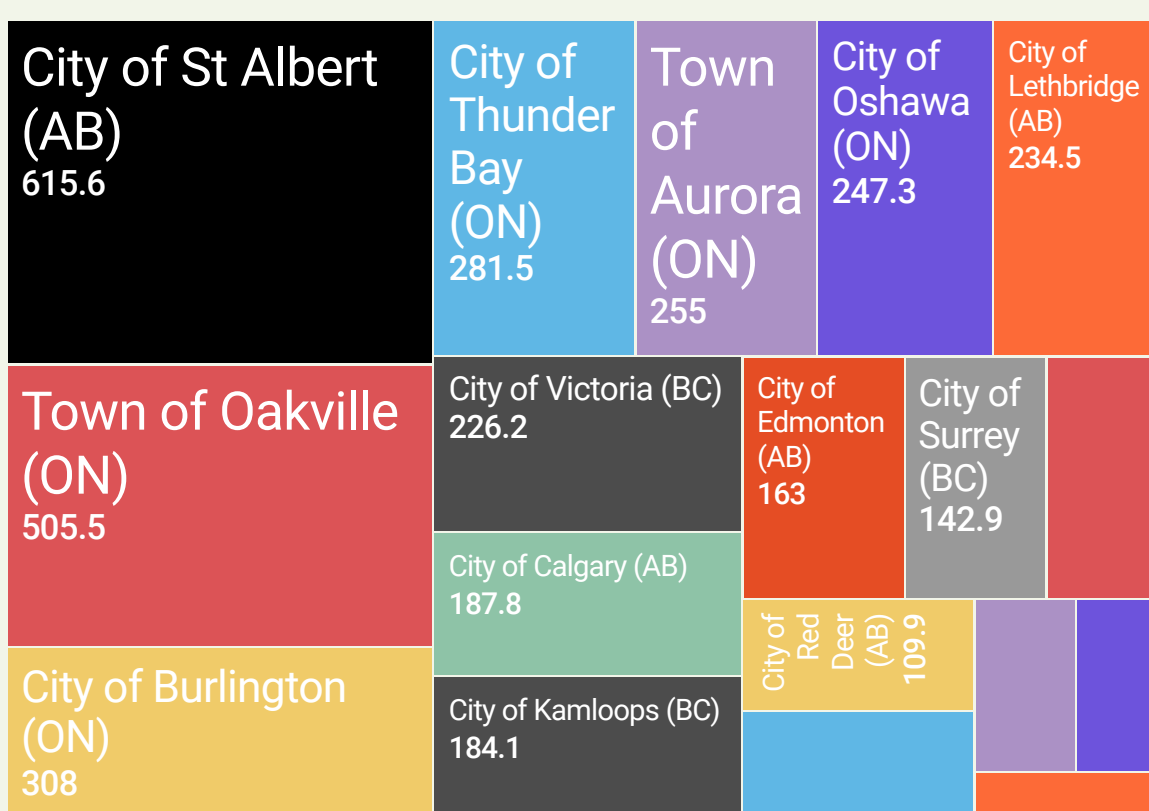 City of St Albert
(AB)
615.6
City of
Thunder
Bay
(ON)
281.5
Town
of
Aurora
(ON)
255
City of
Oshawa
(ON)
247.3
City of
Lethbridge
(AB)
234.5
Town of Oakville
(ON)
505.5
City of Victoria (BC)
226.2
City of
Edmonton
(AB)
163
City of
Surrey
(BC)
142.9
City of Calgary (AB)
187.8
City of
Red
Deer
(AB)
109.9
City of Burlington
(ON)
308
City of Kamloops (BC)
184.1